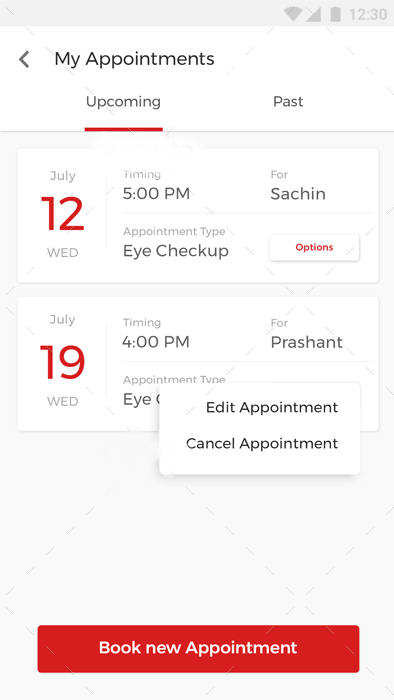 12:30
My Appointments
Upcoming
Past
July
12
WED
Timing
5:00 PM
For
Sachin
Appointment Type
Eye Checkup
Options
July
19
WED
Timing
4:00 PM
For
Prashant
Appointment Type
Eye
Edit Appointment
Cancel Appointment
Book new Appointment